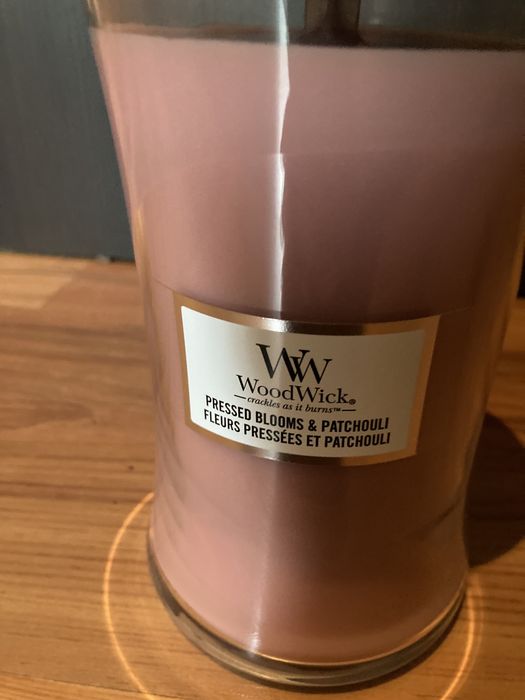 WW
WoodWick®
crackles as it burns™
PRESSED BLOOMS & PATCHOULI
FLEURS PRESSÉES ET PATCHOULI